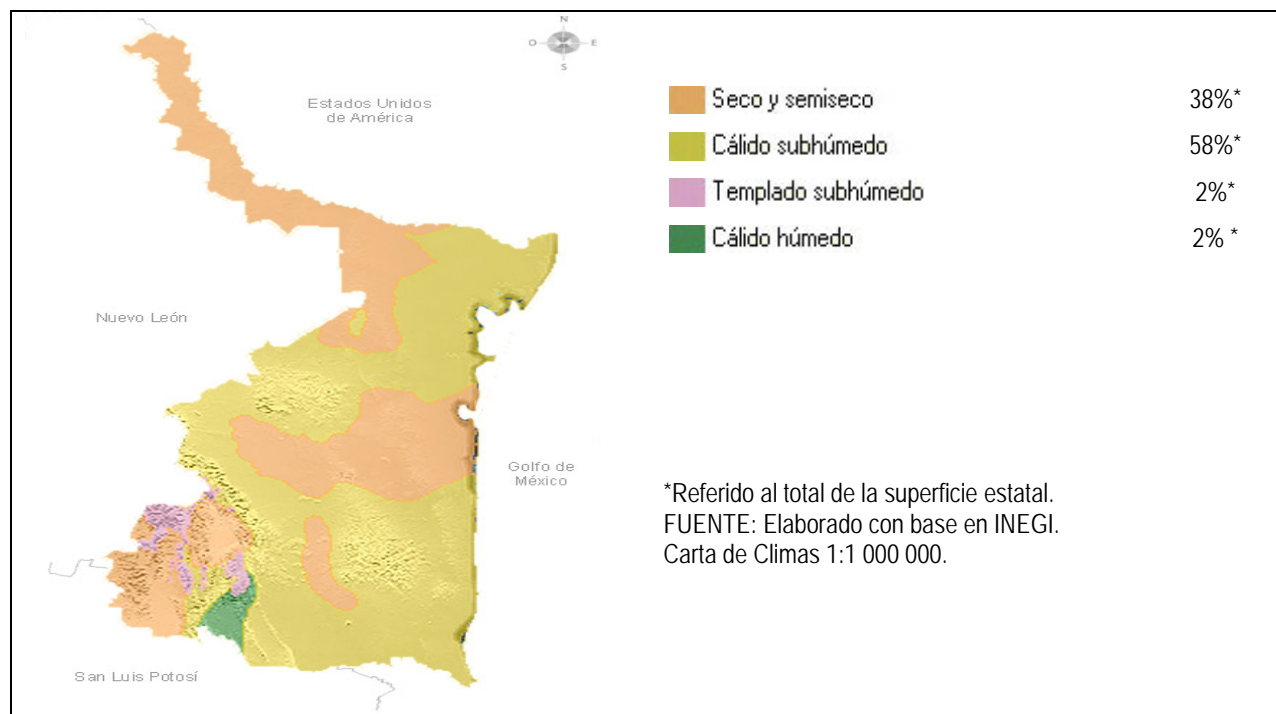 N
O
E
S
Estados Unidos
de América
Nuevo León
Golfo de
México
San Luis Potosí
Seco y semiseco 38%*
Cálido subhúmedo 58%*
Templado subhúmedo 2%*
Cálido húmedo 2% *
*Referido al total de la superficie estatal.
FUENTE: Elaborado con base en INEGI.
Carta de Climas 1:1 000 000.